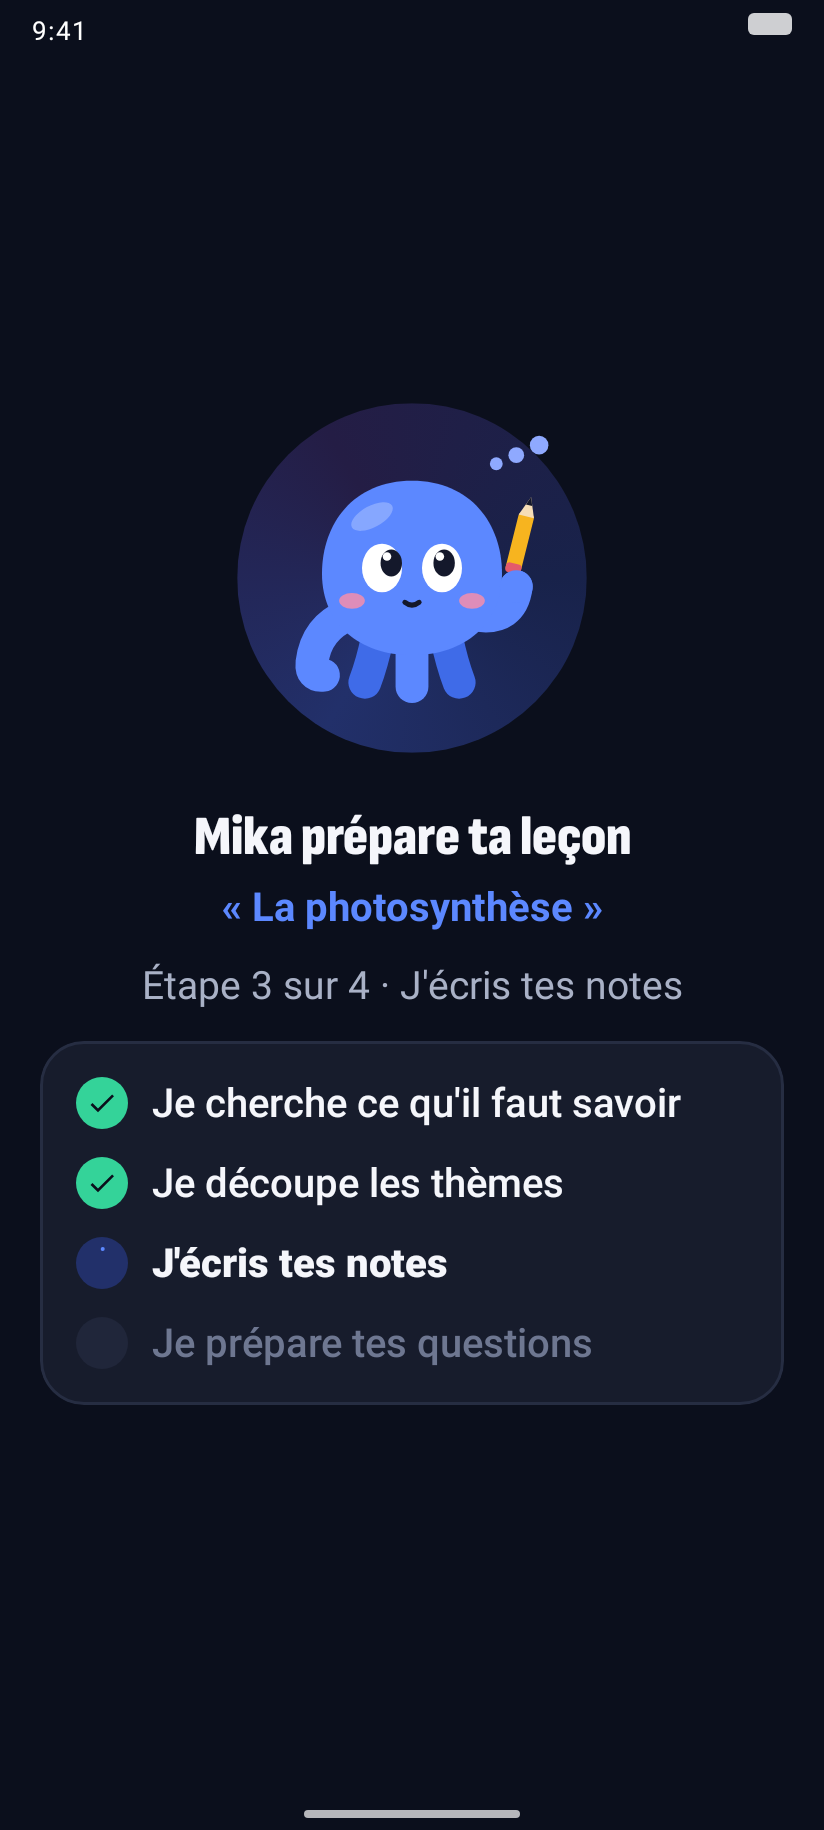 9:41
Mika prépare ta leçon
« La photosynthèse »
Étape 3 sur 4 · J'écris tes notes
Je cherche ce qu'il faut savoir
Je découpe les thèmes
J'écris tes notes
Je prépare tes questions